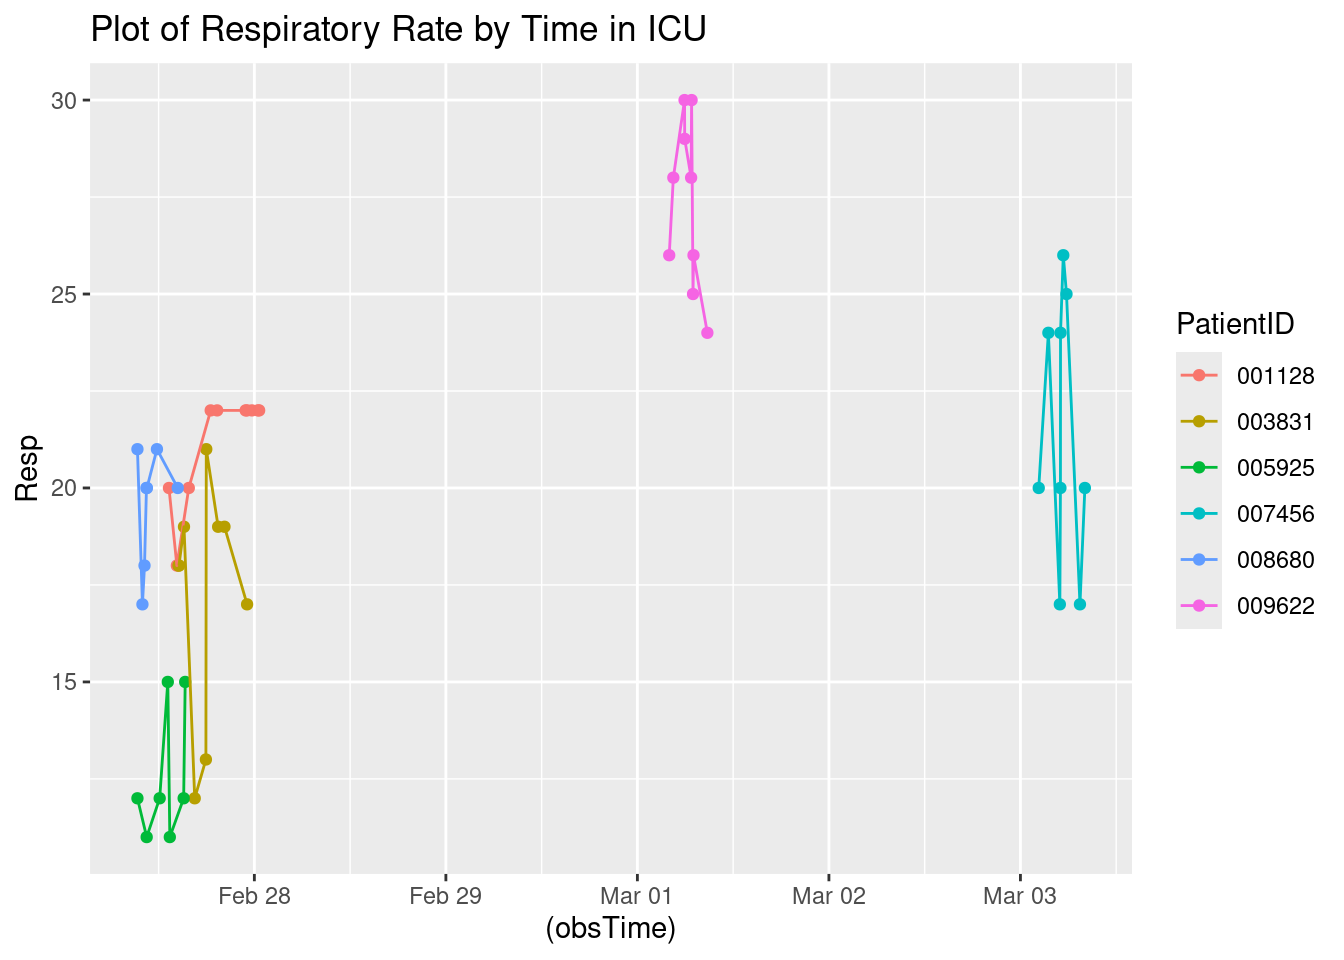 Plot of Respiratory Rate by Time in ICU
30
25
20
15
Resp
Feb 28 Feb 29 Mar 01 Mar 02 Mar 03
(obsTime)
PatientID
001128
003831
005925
007456
008680
009622